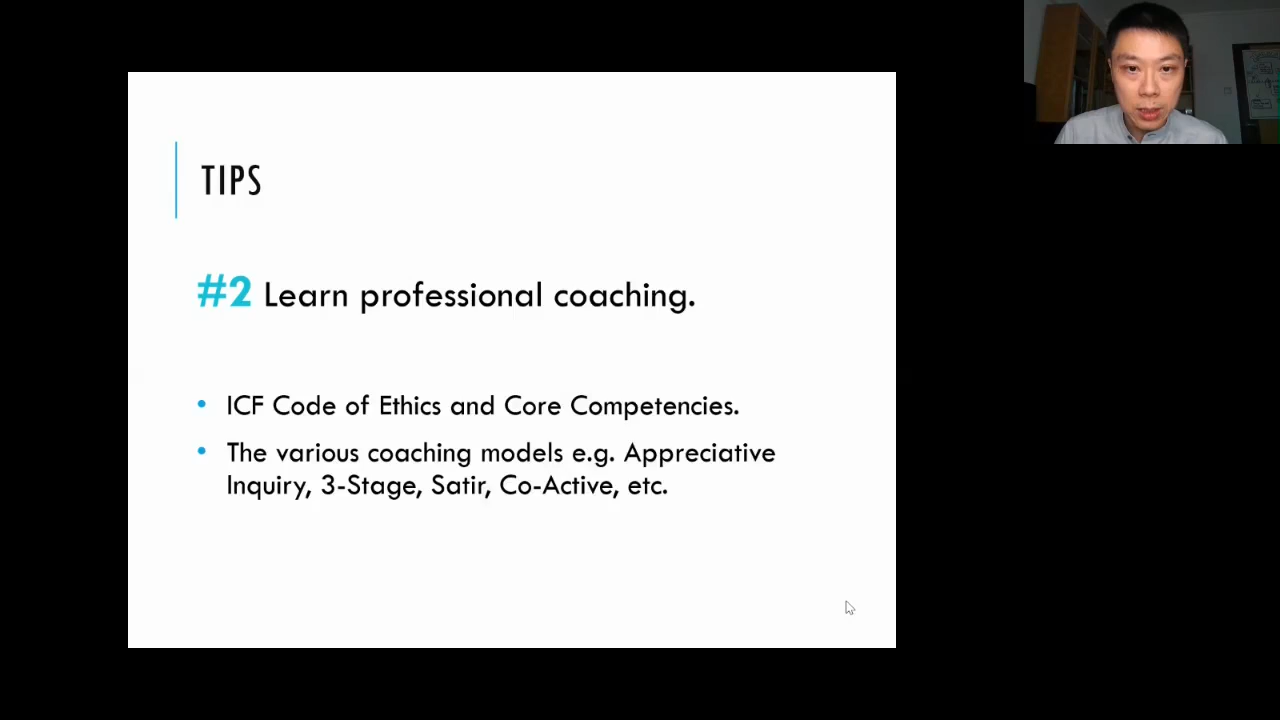 TIPS
#2 Learn professional coaching.
• ICF Code of Ethics and Core Competencies.
• The various coaching models e.g. Appreciative
Inquiry, 3-Stage, Satir, Co-Active, etc.